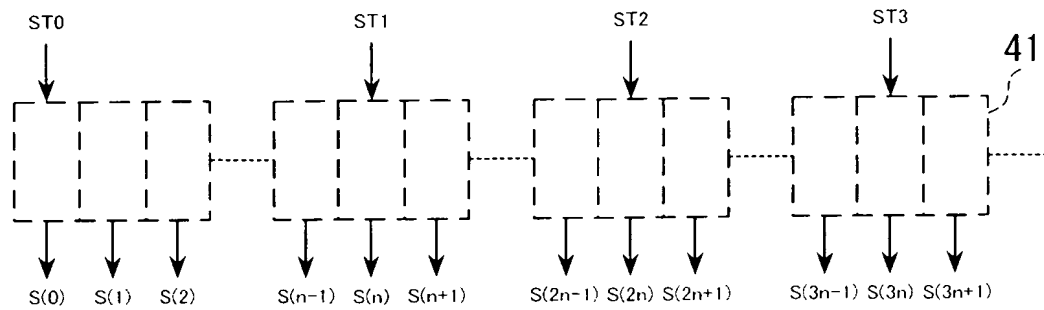 ST0 ST1 ST2 ST3
41
S(0) S(1) S(2) S(n-1) S(n) S(n+1) S(2n-1) S(2n) S(2n+1) S(3n-1) S(3n) S(3n+1)